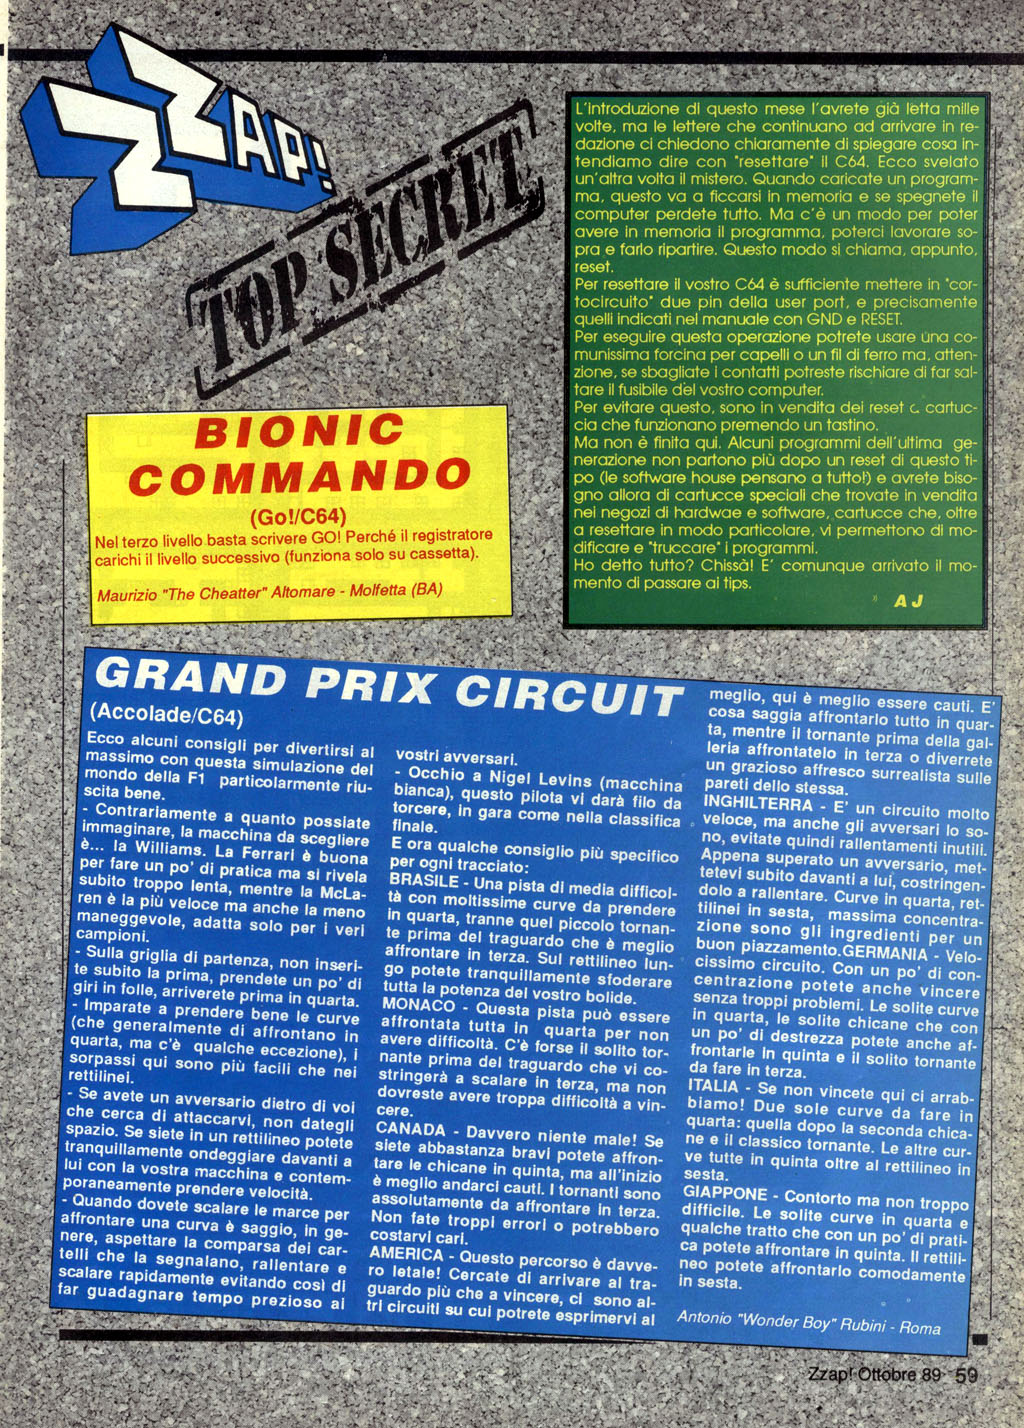 ZZAP!
TOP SECRET
L'introduzione di questo mese l'avrete già letta mille
volte, ma le lettere che continuano ad arrivare in re-
dazione ci chiedono chiaramente di spiegare cosa in-
tendiamo dire con "resettare" il C64. Ecco svelato
un'altra volta il mistero. Quando caricate un program-
ma, questo va a ficcarsi in memoria e se spegnete il
computer perdete tutto. Ma c'è un modo per poter
avere in memoria il programma, poterci lavorare so-
pra e farlo ripartire. Questo modo si chiama, appunto,
reset.
Per resettare il vostro C64 è sufficiente mettere in "cor-
tocircuito" due pin della user port, e precisamente
quelli indicati nel manuale con GND e RESET.
Per eseguire questa operazione potrete usare una co-
munissima forcina per capelli o un fil di ferro ma, atten-
zione, se sbagliate i contatti potreste rischiare di far sal-
tare il fusibile del vostro computer.
Per evitare questo, sono in vendita dei reset a cartuc-
cia che funzionano premendo un tastino.
Ma non è finita qui. Alcuni programmi dell'ultima ge-
nerazione non partono più dopo un reset di questo ti-
po (le software house pensano a tutto!) e avrete biso-
gno allora di cartucce speciali che trovate in vendita
nei negozi di hardwae e software, cartucce che, oltre
a resettare in modo particolare, vi permettono di mo-
dificare e "truccare" i programmi.
Ho detto tutto? Chissà! E' comunque arrivato il mo-
mento di passare ai tips.
AJ
BIONIC
COMMANDO
(Go!/C64)
Nel terzo livello basta scrivere GO! Perché il registratore
carichi il livello successivo (funziona solo su cassetta).
Maurizio "The Cheatter" Altomare - Molfetta (BA)
GRAND PRIX CIRCUIT
(Accolade/C64)
Ecco alcuni consigli per divertirsi al
massimo con questa simulazione del
mondo della F1 particolarmente riu-
scita bene.
- Contrariamente a quanto possiate
immaginare, la macchina da scegliere
è... la Williams. La Ferrari è buona
per fare un po' di pratica ma si rivela
subito troppo lenta, mentre la McLa-
ren è la più veloce ma anche la meno
maneggevole, adatta solo per i veri
campioni.
- Sulla griglia di partenza, non inseri-
te subito la prima, prendete un po' di
giri in folle, arriverete prima in quarta.
- Imparate a prendere bene le curve
(che generalmente di affrontano in
quarta, ma c'è qualche eccezione), i
sorpassi qui sono più facili che nei
rettilinei.
- Se avete un avversario dietro di voi
che cerca di attaccarvi, non dategli
spazio. Se siete in un rettilineo potete
tranquillamente ondeggiare davanti a
lui con la vostra macchina e contem-
poraneamente prendere velocità.
- Quando dovete scalare le marce per
affrontare una curva è saggio, in ge-
nere, aspettare la comparsa dei car-
telli che la segnalano, rallentare e
scalare rapidamente evitando così di
far guadagnare tempo prezioso ai
vostri avversari.
- Occhio a Nigel Levins (macchina
bianca), questo pilota vi darà filo da
torcere, in gara come nella classifica
finale.
E ora qualche consiglio più specifico
per ogni tracciato:
BRASILE - Una pista di media difficol-
tà con moltissime curve da prendere
in quarta, tranne quel piccolo tornan-
te prima del traguardo che è meglio
affrontare in terza. Sul rettilineo lun-
go potete tranquillamente sfoderare
tutta la potenza del vostro bolide.
MONACO - Questa pista può essere
affrontata tutta in quarta per non
avere difficoltà. C'è forse il solito tor-
nante prima del traguardo che vi co-
stringerà a scalare in terza, ma non
dovreste avere troppa difficoltà a vin-
cere.
CANADA - Davvero niente male! Se
siete abbastanza bravi potete affron-
tare le chicane in quinta, ma all'inizio
è meglio andarci cauti. I tornanti sono
assolutamente da affrontare in terza.
Non fate troppi errori o potrebbero
costarvi cari.
AMERICA - Questo percorso è davve-
ro letale! Cercate di arrivare al tra-
guardo più che a vincere, ci sono al-
tri circuiti su cui potrete esprimervi al
meglio, qui è meglio essere cauti. E'
cosa saggia affrontarlo tutto in quar-
ta, mentre il tornante prima della gal-
leria affrontatelo in terza o diverrete
un grazioso affresco surrealista sulle
pareti dello stessa.
INGHILTERRA - E' un circuito molto
veloce, ma anche gli avversari lo so-
no, evitate quindi rallentamenti inutili.
Appena superato un avversario, met-
tetevi subito davanti a lui, costringen-
dolo a rallentare. Curve in quarta, ret-
tilinei in sesta, massima concentra-
zione sono gli ingredienti per un
buon piazzamento.GERMANIA - Velo-
cissimo circuito. Con un po' di con-
centrazione potete anche vincere
senza troppi problemi. Le solite curve
in quarta, le solite chicane che con
un po' di destrezza potete anche af-
frontarle in quinta e il solito tornante
da fare in terza.
ITALIA - Se non vincete qui ci arrab-
biamo! Due sole curve da fare in
quarta: quella dopo la seconda chica-
ne e il classico tornante. Le altre cur-
ve tutte in quinta oltre al rettilineo in
sesta.
GIAPPONE - Contorto ma non troppo
difficile. Le solite curve in quarta e
qualche tratto che con un po' di prati-
ca potete affrontare in quinta. Il rettili-
neo potete affrontarlo comodamente
in sesta.
Antonio "Wonder Boy" Rubini - Roma
Zzap! Ottobre 89 59